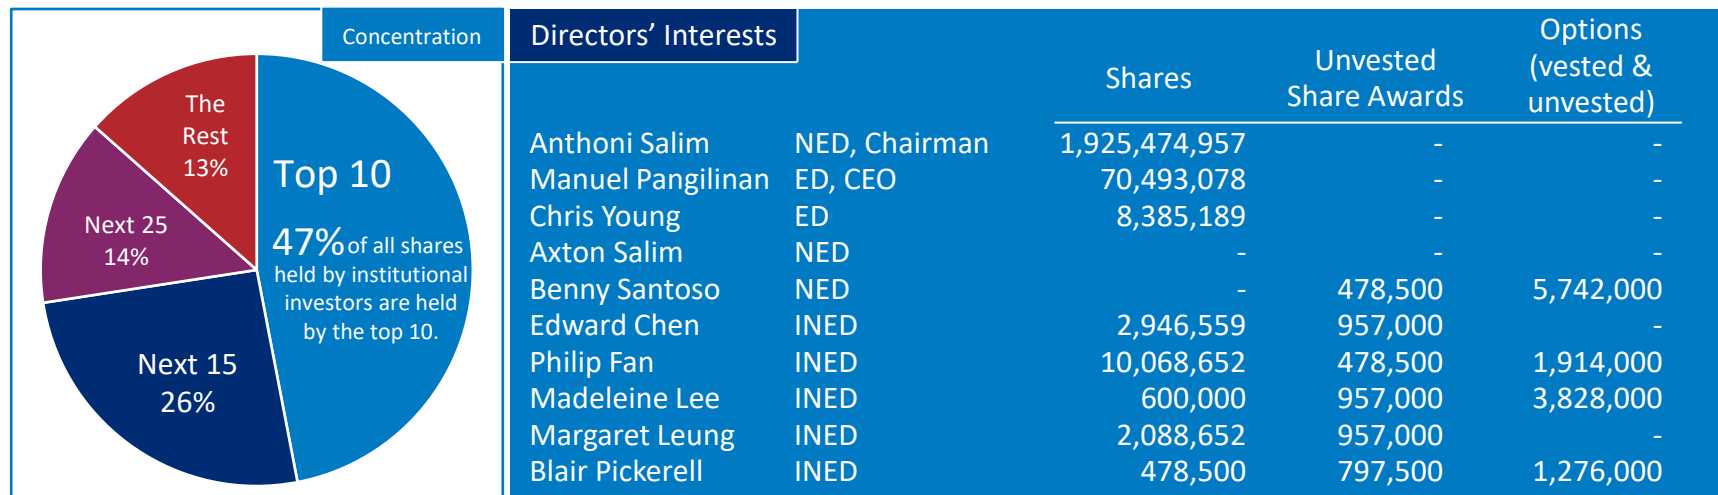 Concentration
The
Rest
13%
Top 10
47% of all shares
held by institutional
investors are held
by the top 10.
Next 25
14%
Next 15
26%
Directors’ Interests
Shares
Unvested
Share Awards
Options
(vested &
unvested)
Anthoni Salim NED, Chairman 1,925,474,957 - -
Manuel Pangilinan ED, CEO 70,493,078 - -
Chris Young ED 8,385,189 - -
Axton Salim NED - - -
Benny Santoso NED - 478,500 5,742,000
Edward Chen INED 2,946,559 957,000 -
Philip Fan INED 10,068,652 478,500 1,914,000
Madeleine Lee INED 600,000 957,000 3,828,000
Margaret Leung INED 2,088,652 957,000 -
Blair Pickerell INED 478,500 797,500 1,276,000